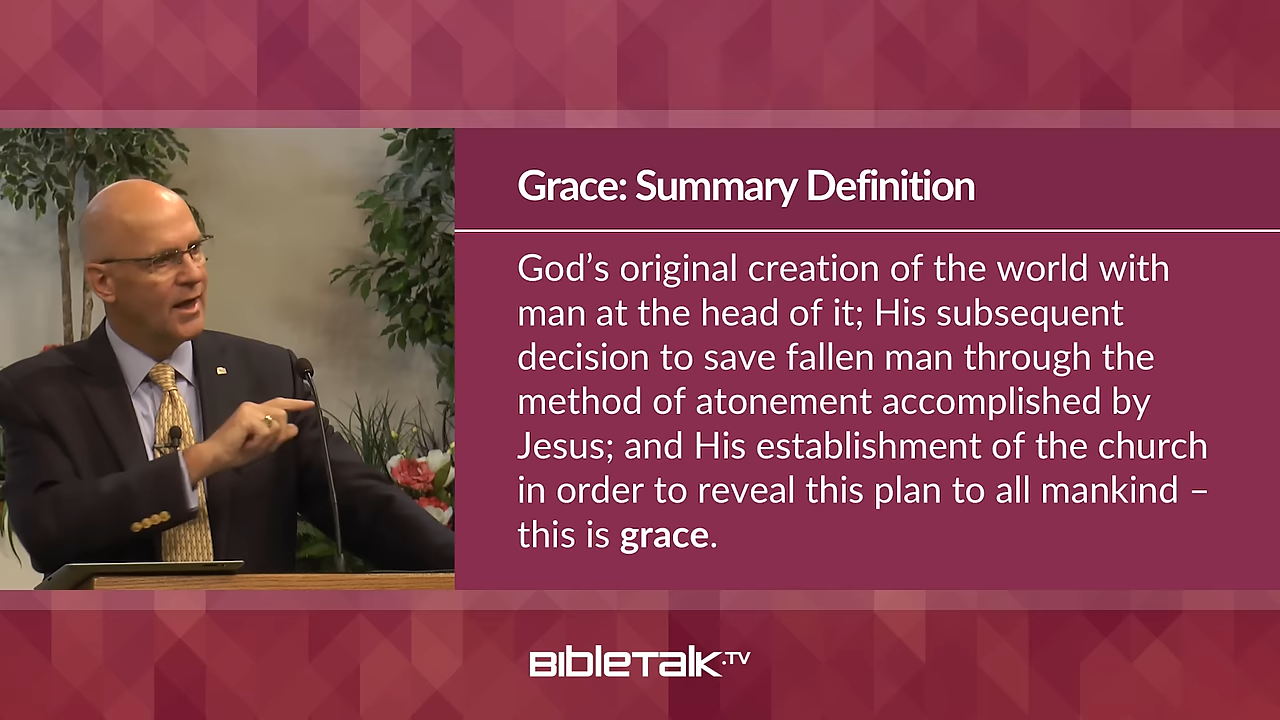 Grace: Summary Definition
God’s original creation of the world with
man at the head of it; His subsequent
decision to save fallen man through the
method of atonement accomplished by
Jesus; and His establishment of the church
in order to reveal this plan to all mankind –
this is grace.
BIBLETALK.TV